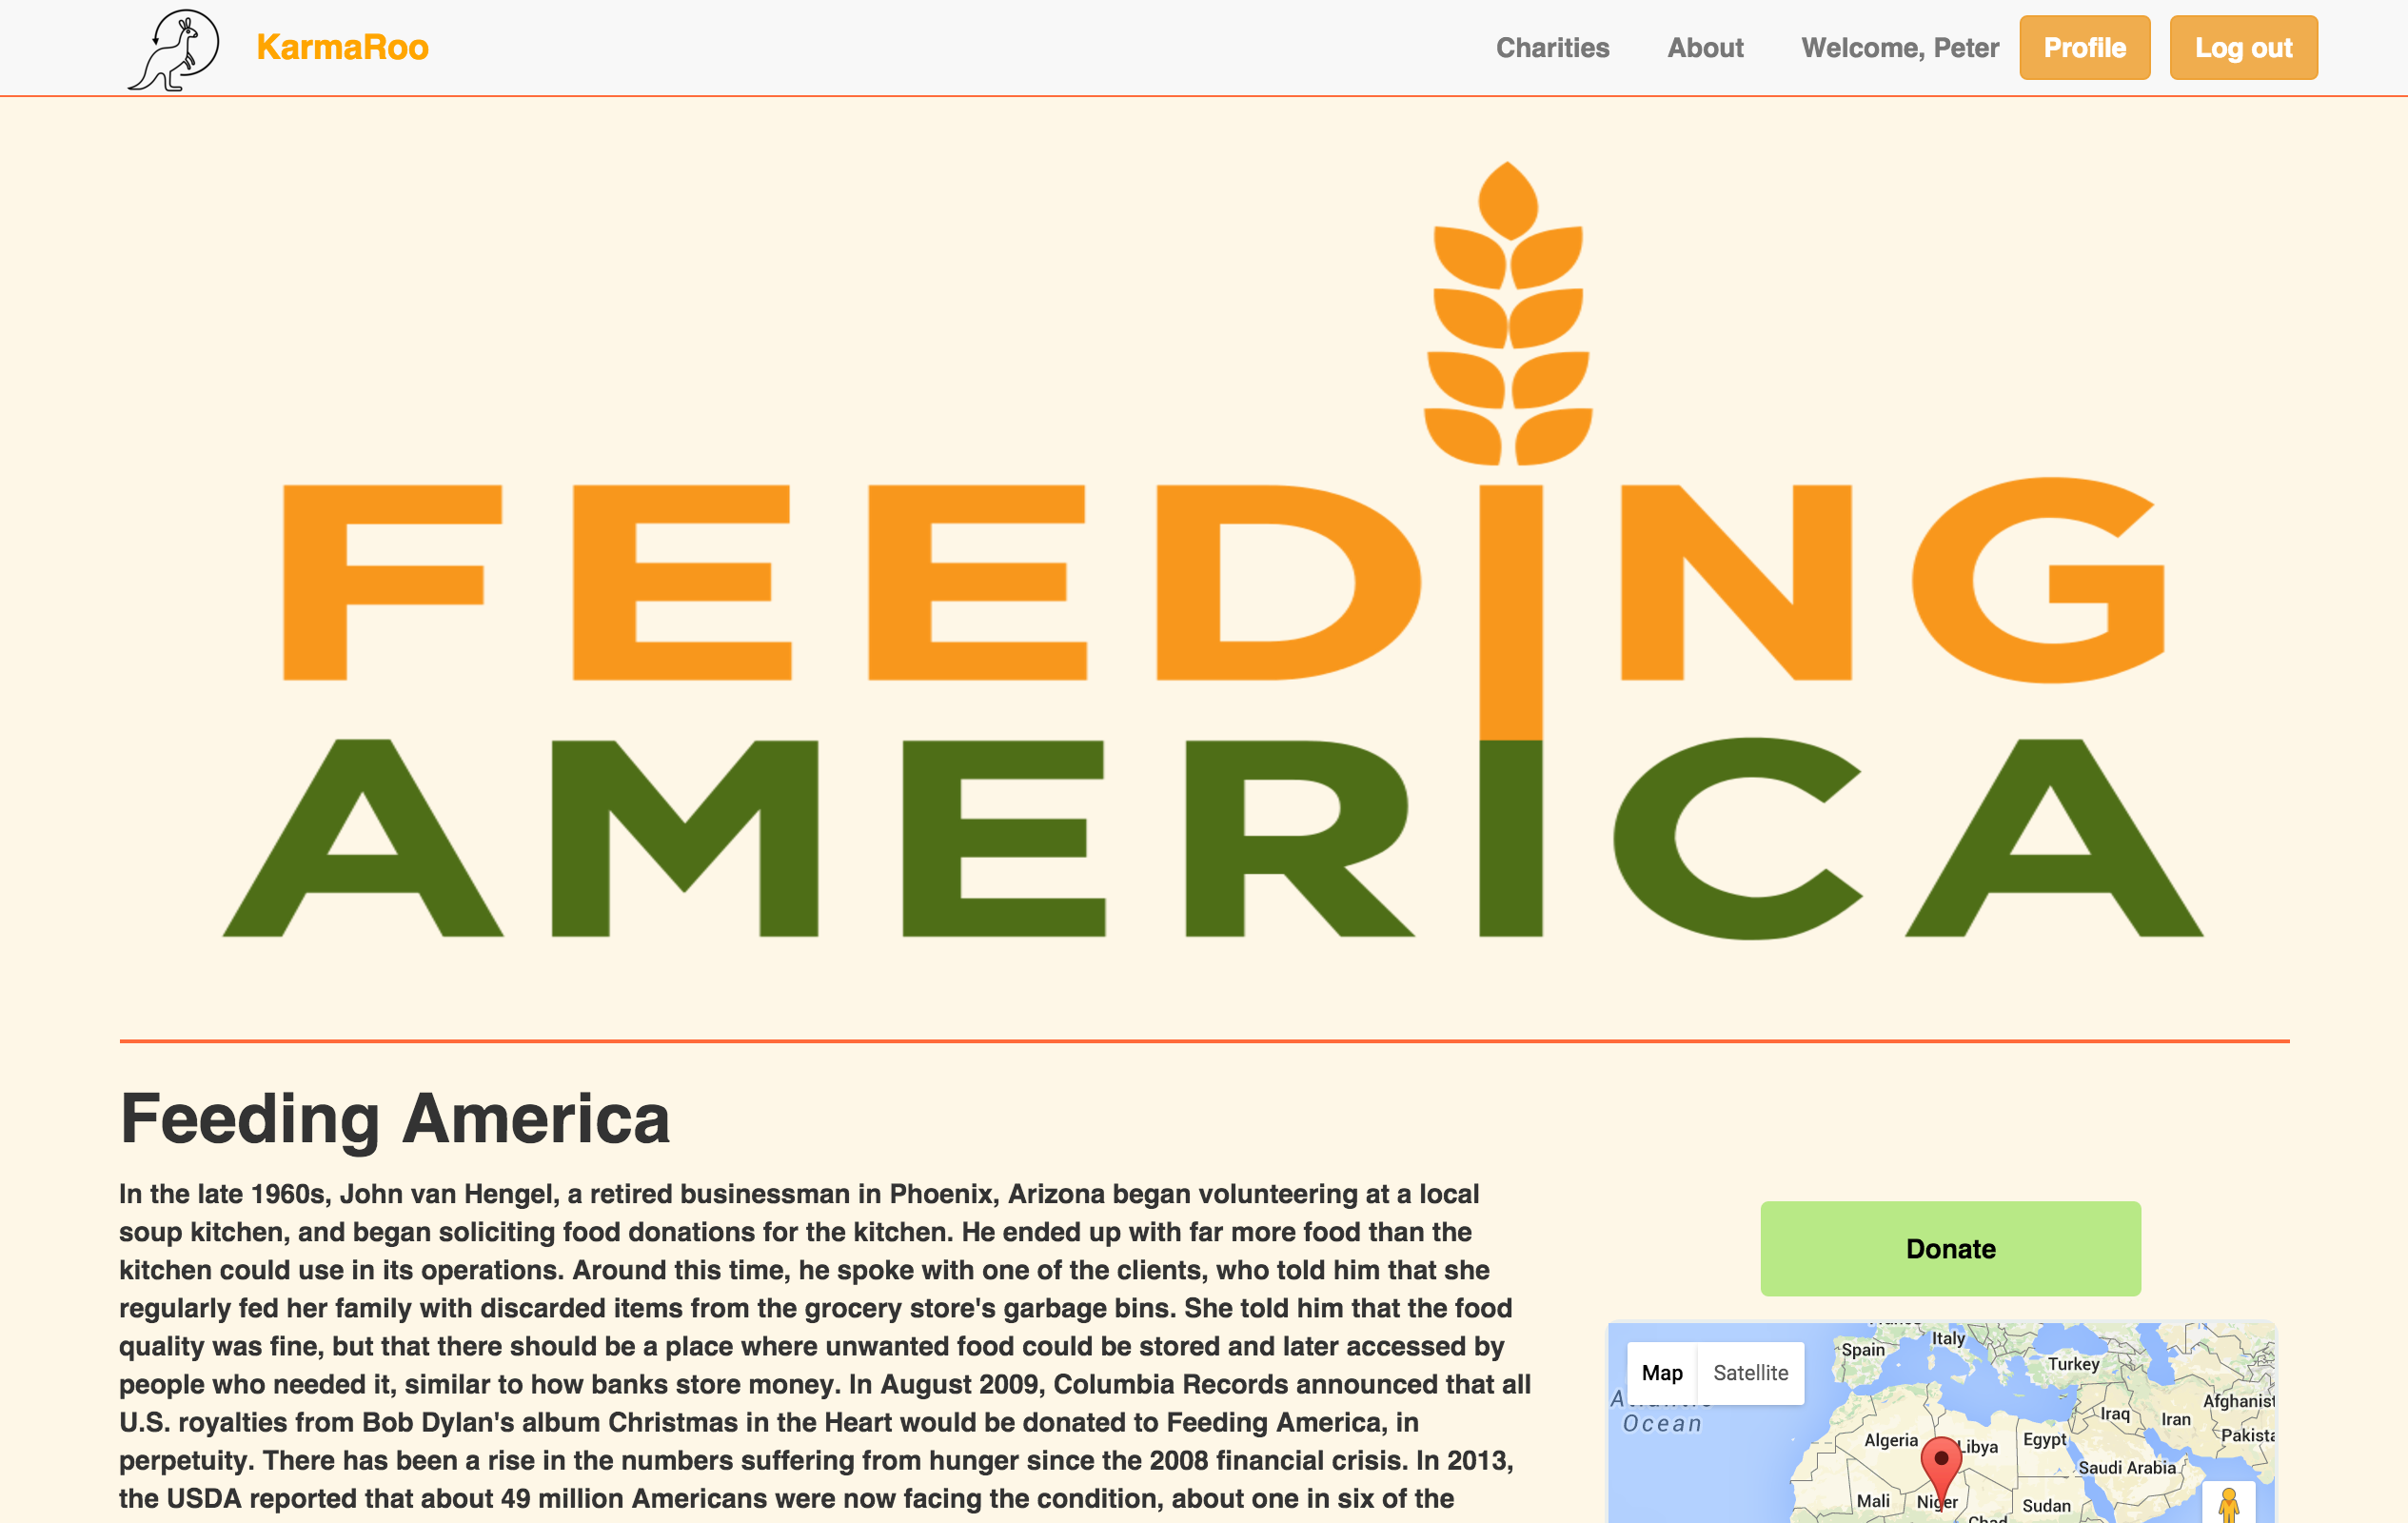 KarmaRoo
Charities
About
Welcome, Peter
Profile
Log out
FEEDING
AMERICA
Feeding America
In the late 1960s, John van Hengel, a retired businessman in Phoenix, Arizona began volunteering at a local
soup kitchen, and began soliciting food donations for the kitchen. He ended up with far more food than the
kitchen could use in its operations. Around this time, he spoke with one of the clients, who told him that she
regularly fed her family with discarded items from the grocery store's garbage bins. She told him that the food
quality was fine, but that there should be a place where unwanted food could be stored and later accessed by
people who needed it, similar to how banks store money. In August 2009, Columbia Records announced that all
U.S. royalties from Bob Dylan's album Christmas in the Heart would be donated to Feeding America, in
perpetuity. There has been a rise in the numbers suffering from hunger since the 2008 financial crisis. In 2013,
the USDA reported that about 49 million Americans were now facing the condition, about one in six of the
Donate
Map
Satellite
Ocean
Spain
Italy
Turkey
Afghanist
Iraq
Iran
Pakista
Algeria
Libya
Egypt
Saudi Arabia
Mali
Niger
Sudan
Chad